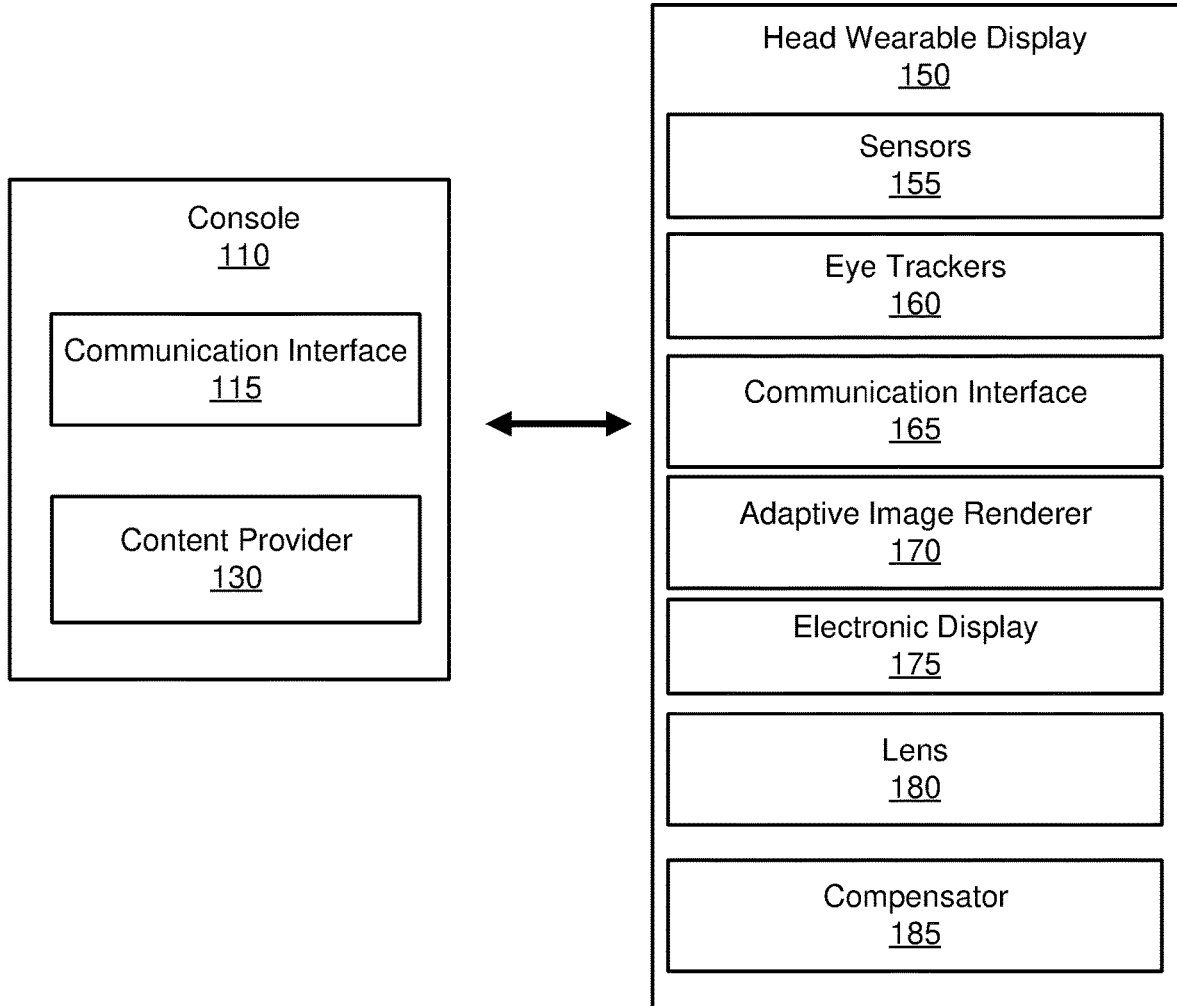 Console
110
Communication Interface
115
Content Provider
130
Head Wearable Display
150
Sensors
155
Eye Trackers
160
Communication Interface
165
Adaptive Image Renderer
170
Electronic Display
175
Lens
180
Compensator
185